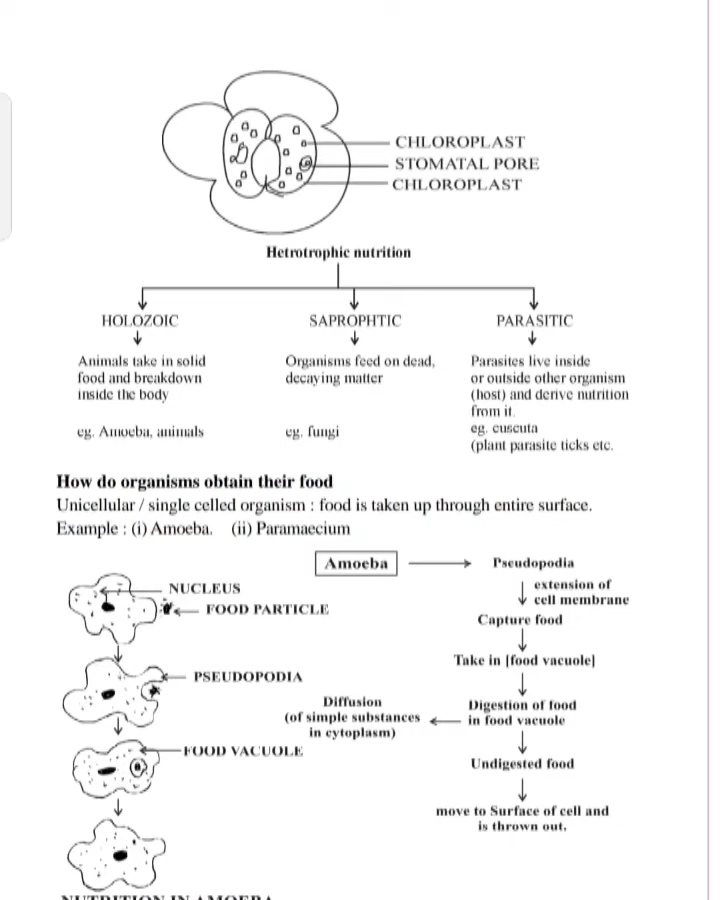 CHLOROPLAST
STOMATAL PORE
CHLOROPLAST
Hetrotrophic nutrition
HOLOZOIC
Animals take in solid
food and breakdown
inside the body
eg. Amoeba, animals
SAPROPHTIC
Organisms feed on dead,
decaying matter
eg. fungi
PARASITIC
Parasites live inside
or outside other organism
(host) and derive nutrition
from it.
eg. cuscuta
(plant parasite ticks etc.
How do organisms obtain their food
Unicellular / single celled organism : food is taken up through entire surface.
Example : (i) Amoeba. (ii) Paramaecium
NUCLEUS
FOOD PARTICLE
PSEUDOPODIA
FOOD VACUOLE
Amoeba
Pseudopodia
extension of
cell membrane
Capture food
Take in [food vacuole]
Digestion of food
in food vacuole
Diffusion
(of simple substances
in cytoplasm)
Undigested food
move to Surface of cell and
is thrown out.
NUTRITION IN AMOEBA